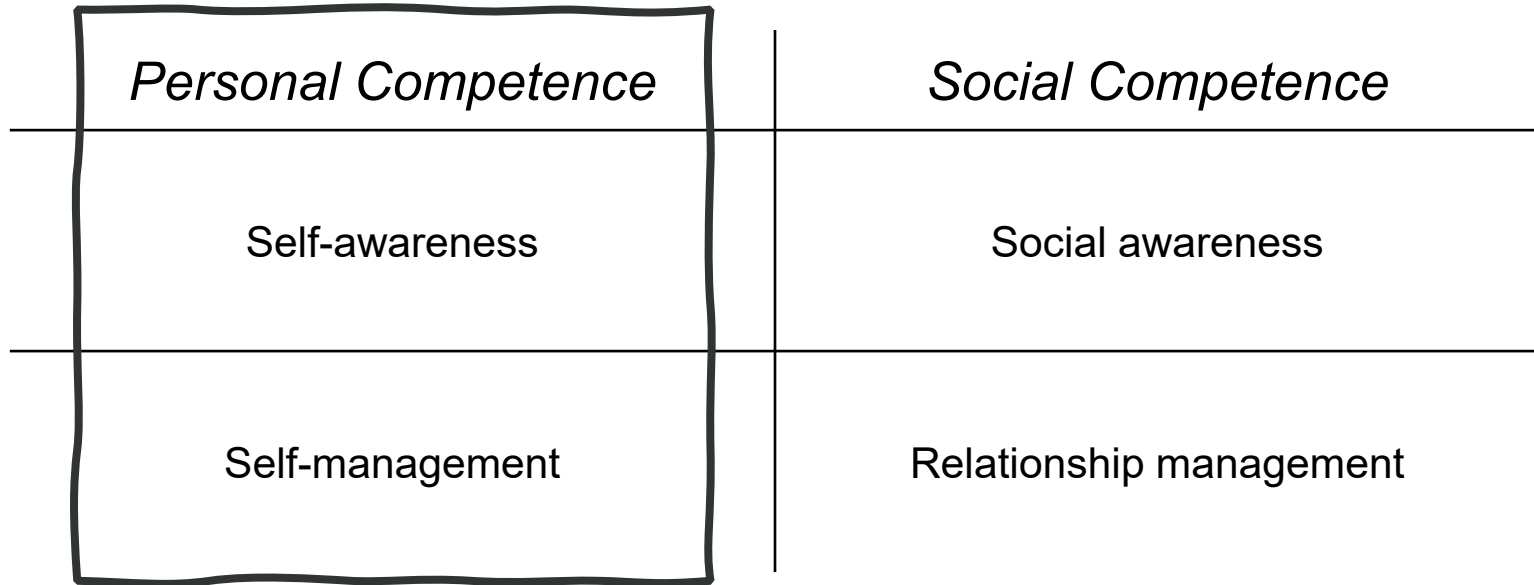 Personal Competence
Social Competence
Self-awareness
Social awareness
Self-management
Relationship management